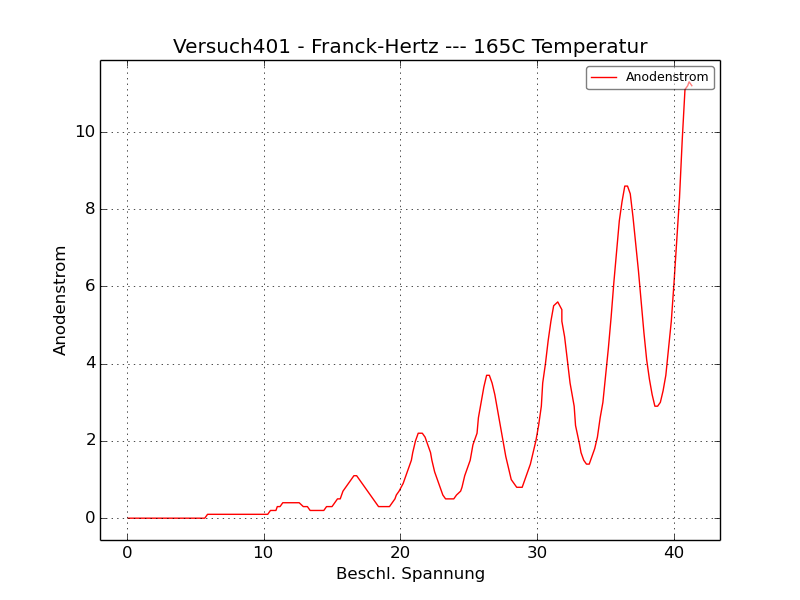 Versuch401 - Franck-Hertz --- 165C Temperatur
Anodenstrom
10
8
6
4
2
0
Anodenstrom
0
10
20
30
40
Beschl. Spannung